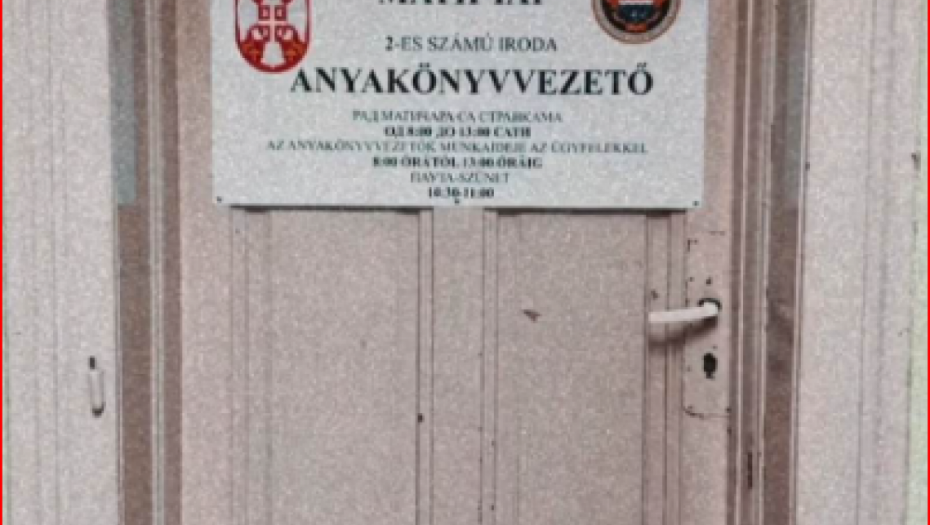 МАТИЧАР
2-ES SZÁMÚ IRODA
ANYAKÖNYVVEZETŐ
РАД МАТИЧАРА СА СТРАНКАМА
ОД 8:00 ДО 13:00 САТИ
AZ ANYAKÖNYVVEZETŐK MUNKAIDEJE AZ ÜGYFELEKKEL
8:00 ÓRÁTÓL 13:00 ÓRÁIG
ПАУЗА-SZÜNET
10:30-11:00